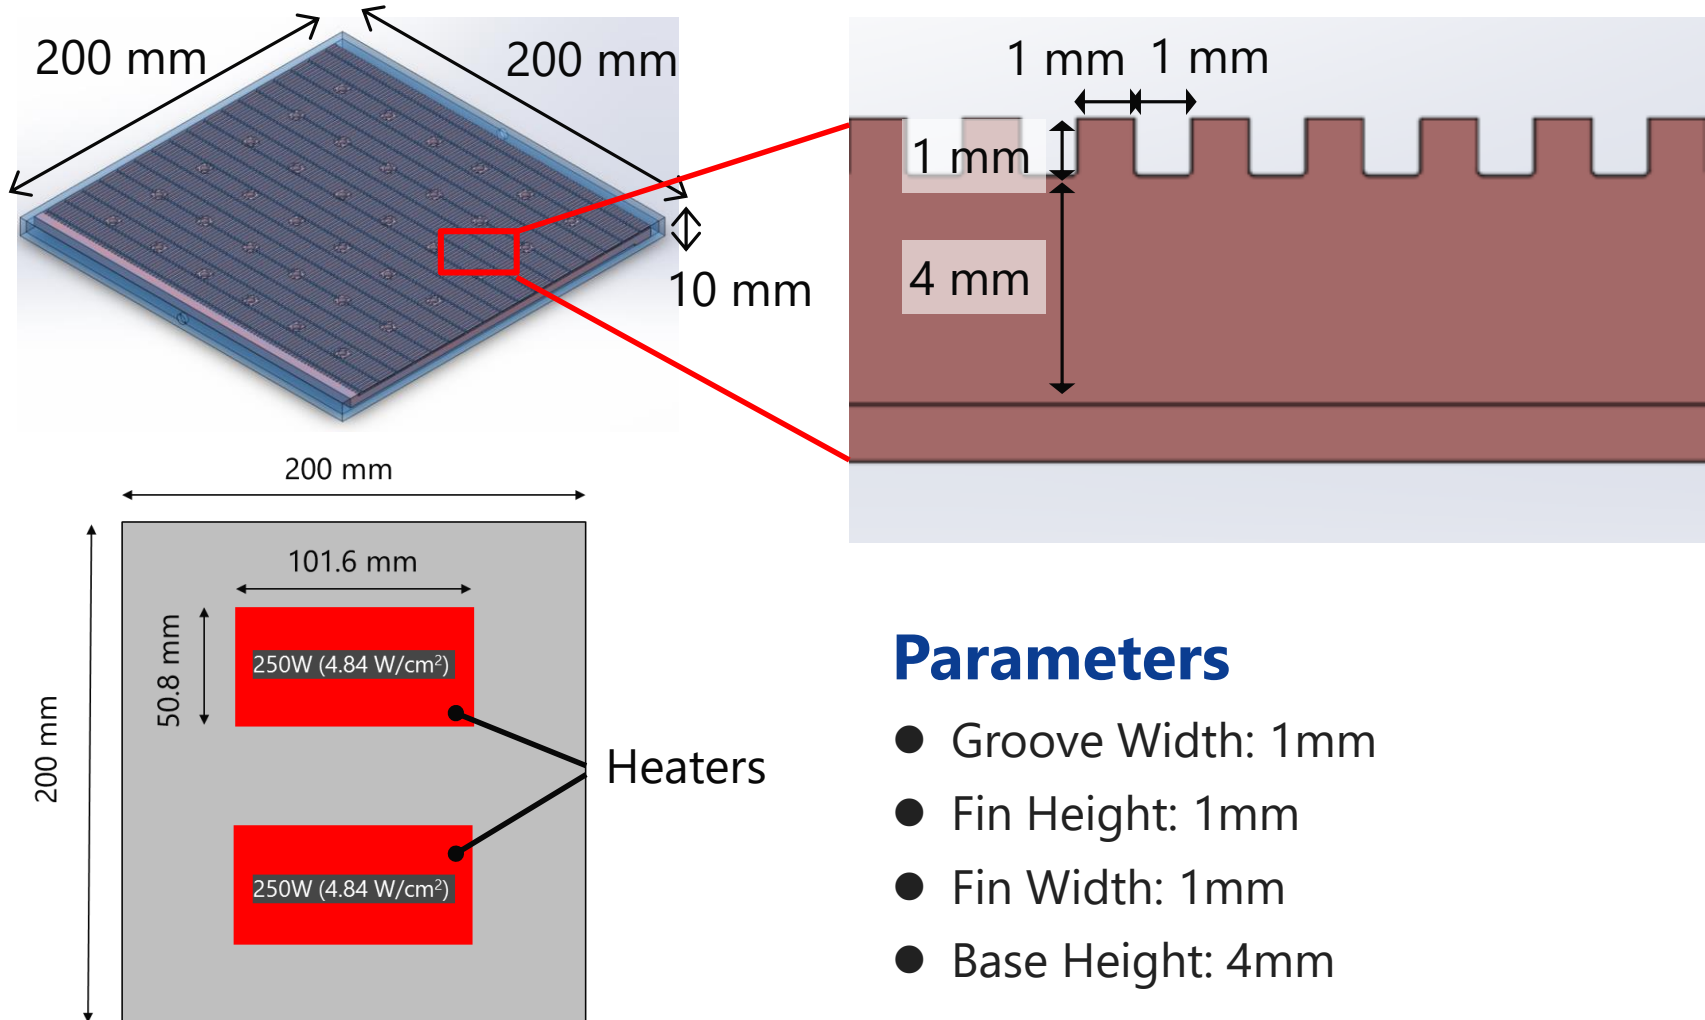 200 mm
200 mm
10 mm
1 mm
1 mm
1 mm
4 mm
200 mm
200 mm
101.6 mm
50.8 mm
250W (4.84 W/cm²)
250W (4.84 W/cm²)
Heaters
Parameters
● Groove Width: 1mm
● Fin Height: 1mm
● Fin Width: 1mm
● Base Height: 4mm